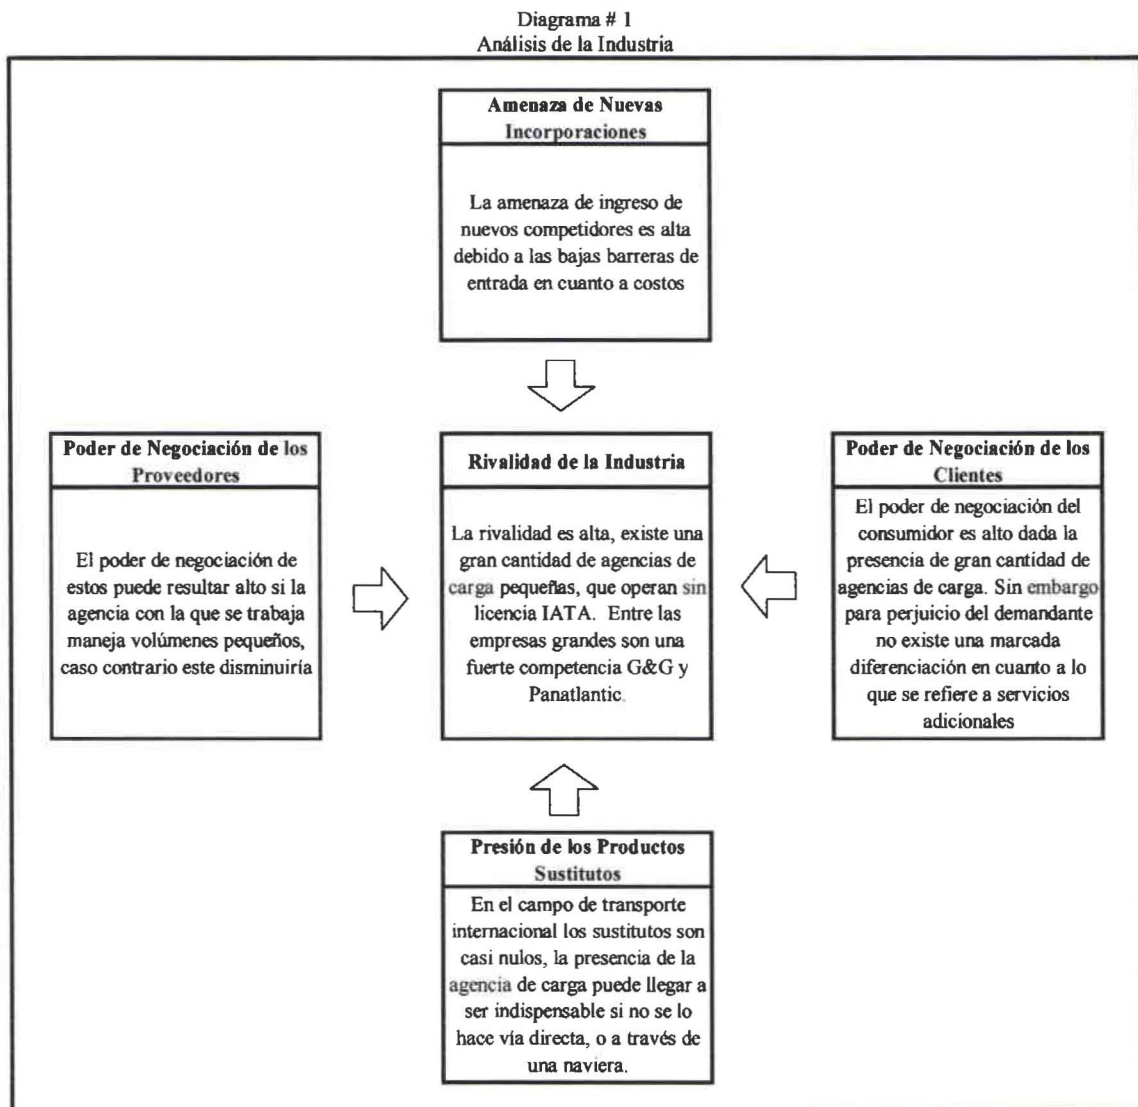 Diagrama # 1
Análisis de la Industria
Amenaza de Nuevas
Incorporaciones
La amenaza de ingreso de
nuevos competidores es alta
debido a las bajas barreras de
entrada en cuanto a costos
Poder de Negociación de los
Proveedores
El poder de negociación de
estos puede resultar alto si la
agencia con la que se trabaja
maneja volúmenes pequeños,
caso contrario este disminuiría
Rivalidad de la Industria
La rivalidad es alta, existe una
gran cantidad de agencias de
carga pequeñas, que operan sin
licencia IATA. Entre las
empresas grandes son una
fuerte competencia G&G y
Panatlantic.
Poder de Negociación de los
Clientes
El poder de negociación del
consumidor es alto dada la
presencia de gran cantidad de
agencias de carga. Sin embargo
para perjuicio del demandante
no existe una marcada
diferenciación en cuanto a lo
que se refiere a servicios
adicionales
Presión de los Productos
Sustitutos
En el campo de transporte
internacional los sustitutos son
casi nulos, la presencia de la
agencia de carga puede llegar a
ser indispensable si no se lo
hace vía directa, o a través de
una naviera.